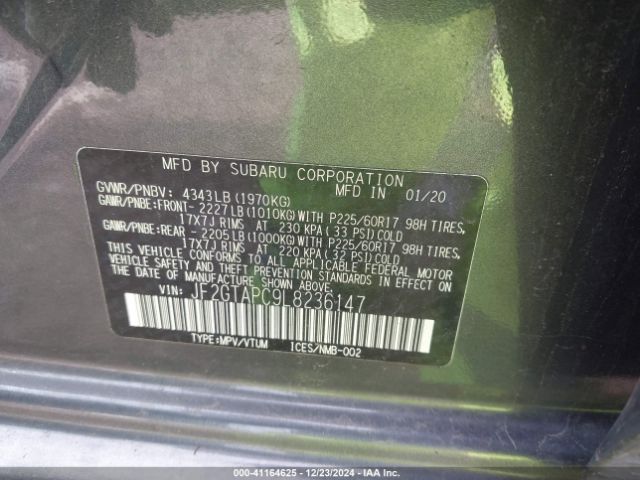 MFD BY SUBARU CORPORATION
MFD IN 01/20
GVWR/PNBV: 4343LB (1970KG)
GAWR/PNBE:FRONT- 2227LB (1010KG) WITH P225/60R17 98H TIRES,
17X7J RIMS AT 230 KPA (33 PSI) COLD
GAWR/PNBE:REAR - 2205LB (1000KG) WITH P225/60R17 98H TIRES,
17X7J RIMS AT 220 KPA (32 PSI) COLD
THIS VEHICLE CONFORMS TO ALL APPLICABLE FEDERAL MOTOR
VEHICLE SAFETY AND THEFT PREVENTION STANDARDS IN EFFECT ON
THE DATE OF MANUFACTURE SHOWN ABOVE.
VIN: JF2GTAPC9L8236147
TYPE:MPV/VTUM ICES/NMB-002
000-41164625 - 12/23/2024 - IAA Inc.